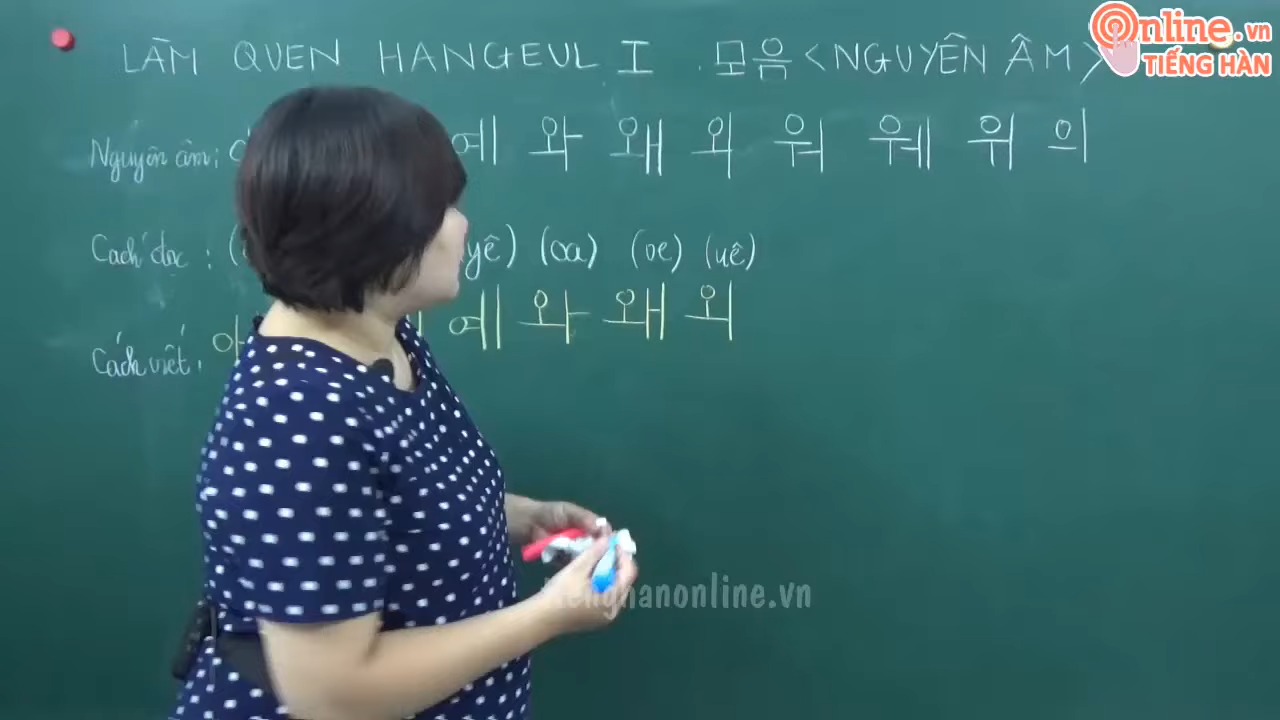 LÀM QUEN HANGEUL I . 모음 <NGUYÊN ÂM>
Online.vn
TIẾNG HÀN
Nguyên âm: 예 와 왜 외 워 웨 위 의
Cách đọc : (yê) (oa) (oe) (uê)
Cách viết : 예 와 왜 외
tienghanonline.vn